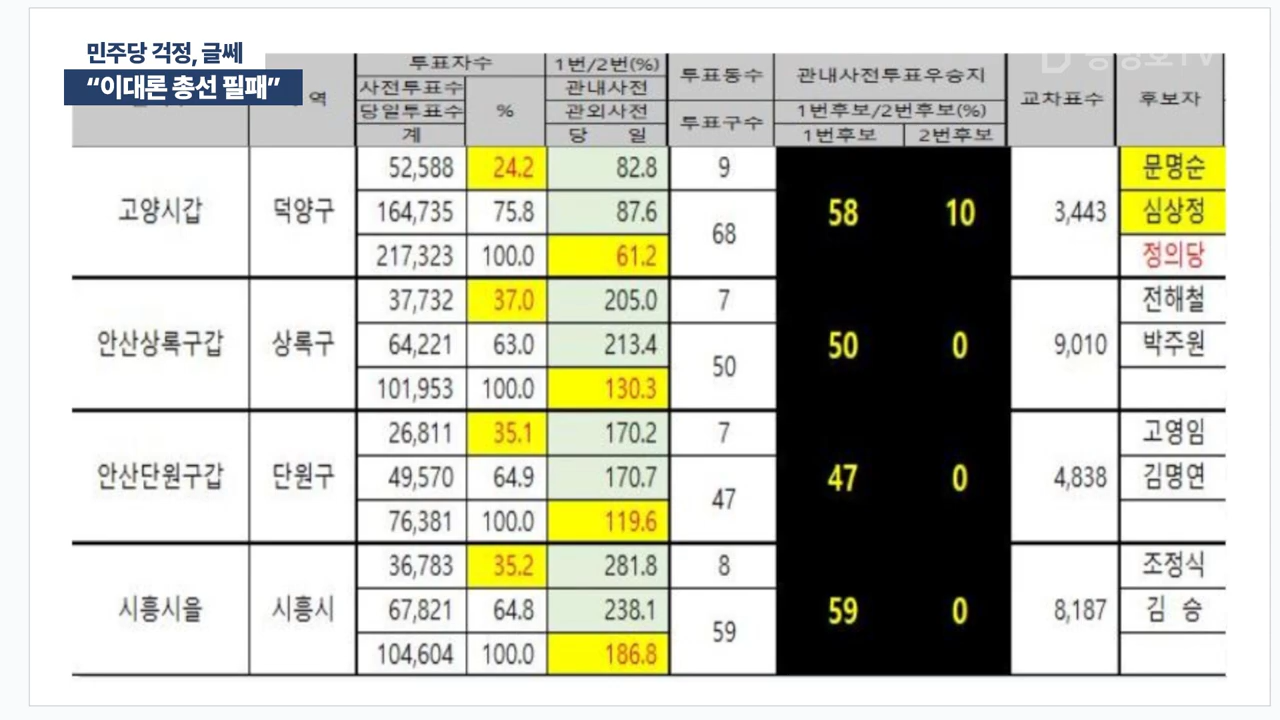 민주당 걱정, 글쎄
“이대론 총선 필패”
역
투표자수
사전투표수
당일투표수
계
%
1번/2번(%)
관내사전
관외사전
당 일
투표동수
투표구수
관내사전투표우승지
1번후보/2번후보(%)
1번후보 2번후보
교차표수
후보자
고양시갑 덕양구
52,588 24.2 82.8 9 문명순
164,735 75.8 87.6 68 58 10 3,443 심상정
217,323 100.0 61.2 정의당
안산상록구갑 상록구
37,732 37.0 205.0 7 전해철
64,221 63.0 213.4 50 50 0 9,010 박주원
101,953 100.0 130.3
안산단원구갑 단원구
26,811 35.1 170.2 7 고영임
49,570 64.9 170.7 47 47 0 4,838 김명연
76,381 100.0 119.6
시흥시을 시흥시
36,783 35.2 281.8 8 조정식
67,821 64.8 238.1 59 59 0 8,187 김 승
104,604 100.0 186.8